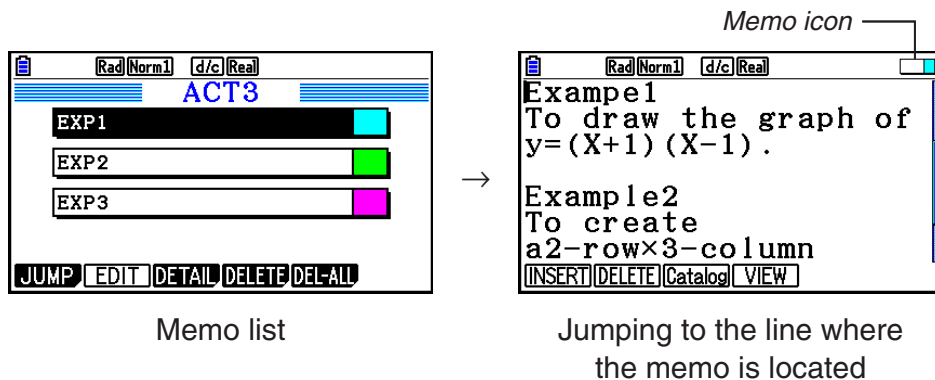 Memo icon
Rad Norm1 d/c Real
ACT3
EXP1
EXP2
EXP3
JUMP EDIT DETAIL DELETE DEL-ALL
Memo list
→
Rad Norm1 d/c Real
Exampe1
To draw the graph of
y=(X+1)(X-1).
Example2
To create
a2-row×3-column
INSERT DELETE Catalog VIEW
Jumping to the line where
the memo is located